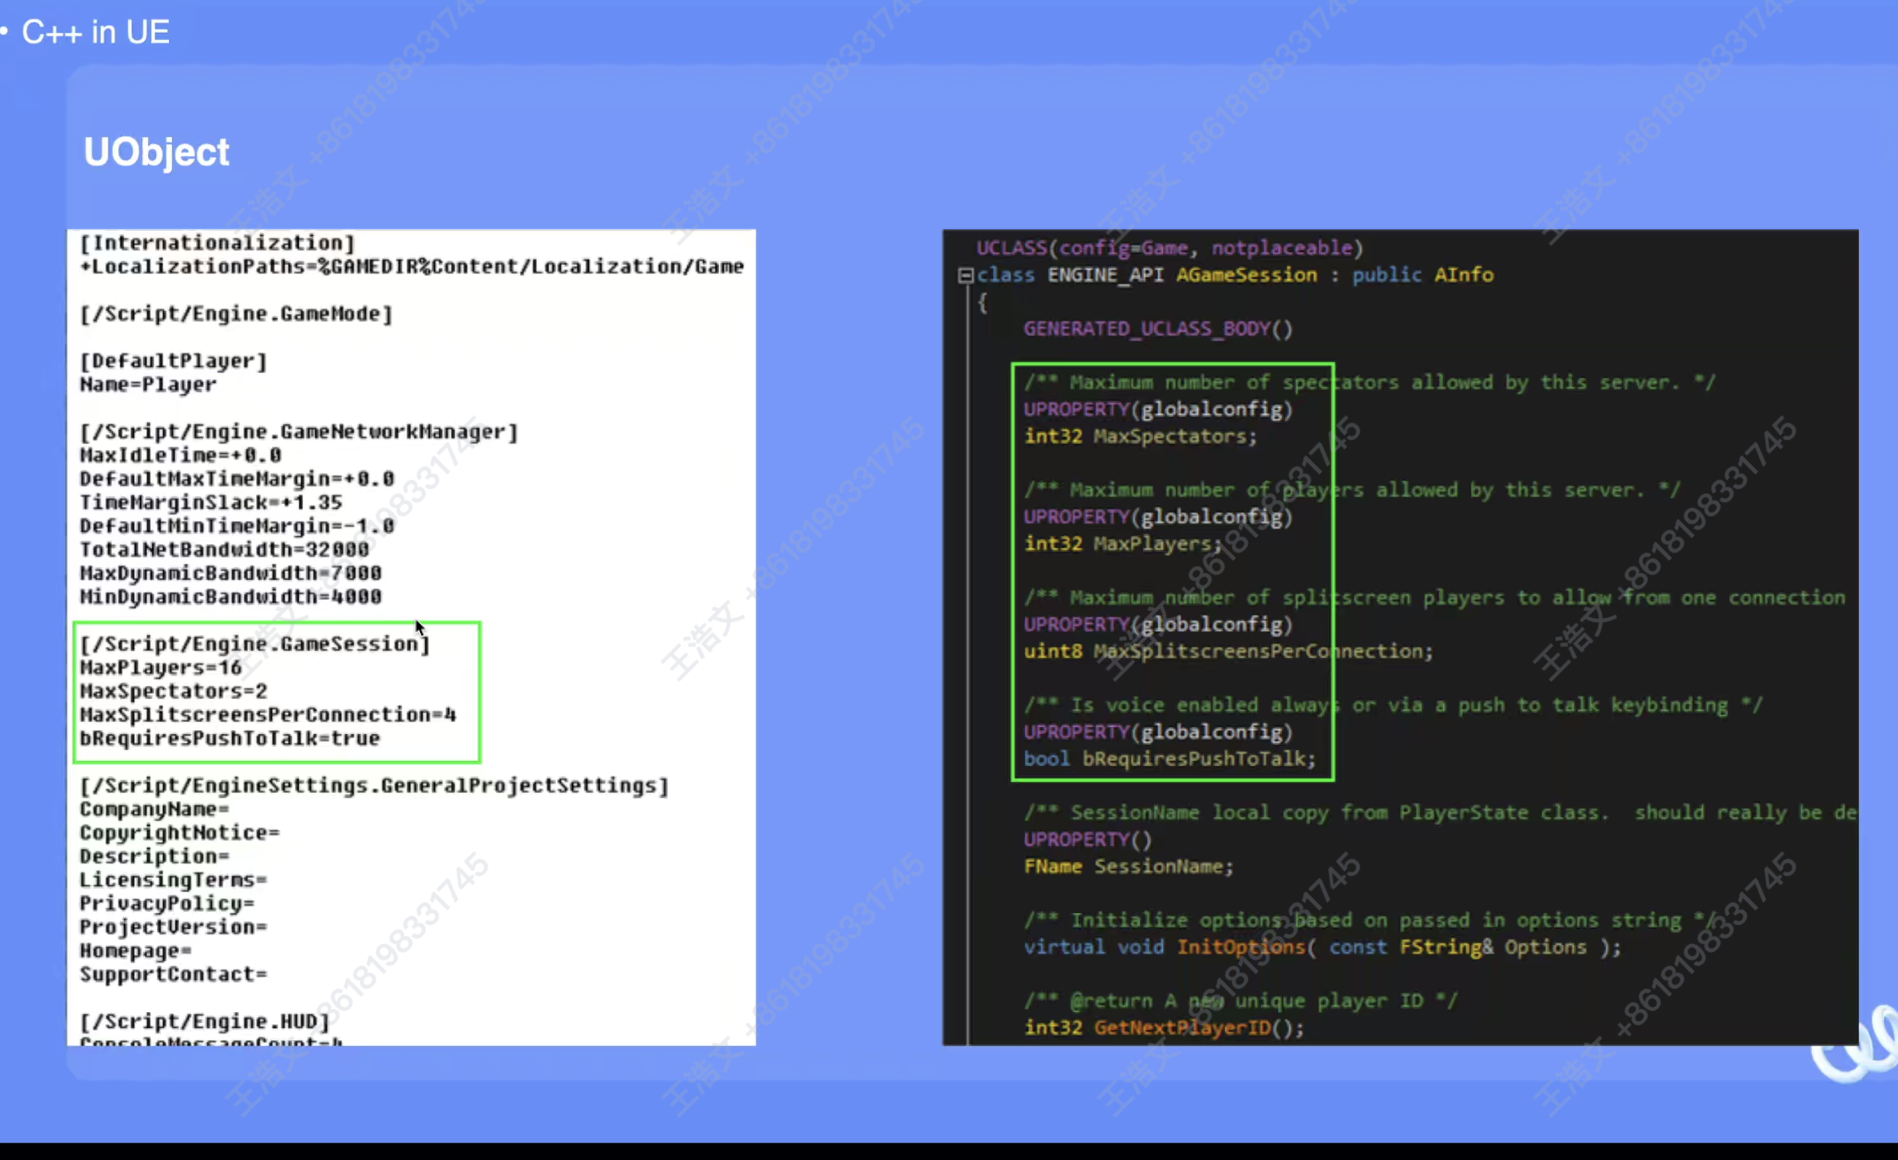 • C++ in UE
UObject
[Internationalization]
+LocalizationPaths=%GAMEDIR%Content/Localization/Game
[/Script/Engine.GameMode]
[DefaultPlayer]
Name=Player
[/Script/Engine.GameNetworkManager]
MaxIdleTime=+0.0
DefaultMaxTimeMargin=+0.0
TimeMarginSlack=+1.35
DefaultMinTimeMargin=-1.0
TotalNetBandwidth=32000
MaxDynamicBandwidth=7000
MinDynamicBandwidth=4000
[/Script/Engine.GameSession]
MaxPlayers=16
MaxSpectators=2
MaxSplitscreensPerConnection=4
bRequiresPushToTalk=true
[/Script/EngineSettings.GeneralProjectSettings]
CompanyName=
CopyrightNotice=
Description=
LicensingTerms=
PrivacyPolicy=
ProjectVersion=
Homepage=
SupportContact=
[/Script/Engine.HUD]
ConsoleMessageCount=4
UCLASS(config=Game, notplaceable)
class ENGINE_API AGameSession : public AInfo
{
GENERATED_UCLASS_BODY()
/** Maximum number of spectators allowed by this server. */
UPROPERTY(globalconfig)
int32 MaxSpectators;
/** Maximum number of players allowed by this server. */
UPROPERTY(globalconfig)
int32 MaxPlayers;
/** Maximum number of splitscreen players to allow from one connection
UPROPERTY(globalconfig)
uint8 MaxSplitscreensPerConnection;
/** Is voice enabled always or via a push to talk keybinding */
UPROPERTY(globalconfig)
bool bRequiresPushToTalk;
/** SessionName local copy from PlayerState class.  should really be de
UPROPERTY()
FName SessionName;
/** Initialize options based on passed in options string */
virtual void InitOptions( const FString& Options );
/** @return A new unique player ID */
int32 GetNextPlayerID();
王浩文 +8618198331745